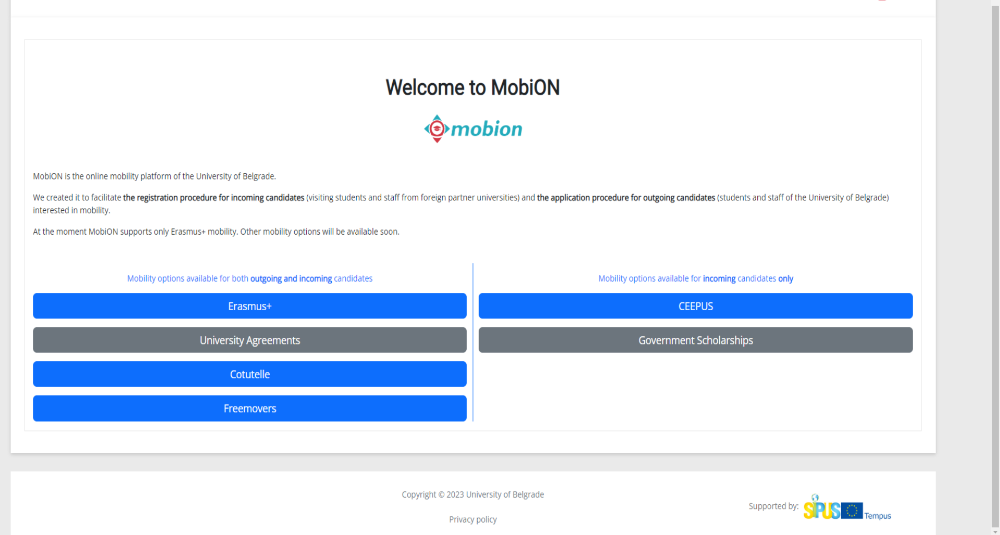 Welcome to MobiON
mobion
MobiON is the online mobility platform of the University of Belgrade.
We created it to facilitate the registration procedure for incoming candidates (visiting students and staff from foreign partner universities) and the application procedure for outgoing candidates (students and staff of the University of Belgrade)
interested in mobility.
At the moment MobiON supports only Erasmus+ mobility. Other mobility options will be available soon.
Mobility options available for both outgoing and incoming candidates
Erasmus+
University Agreements
Cotutelle
Freemovers
Mobility options available for incoming candidates only
CEEPUS
Government Scholarships
Copyright © 2023 University of Belgrade
Privacy policy
Supported by:
SIPUS
Tempus